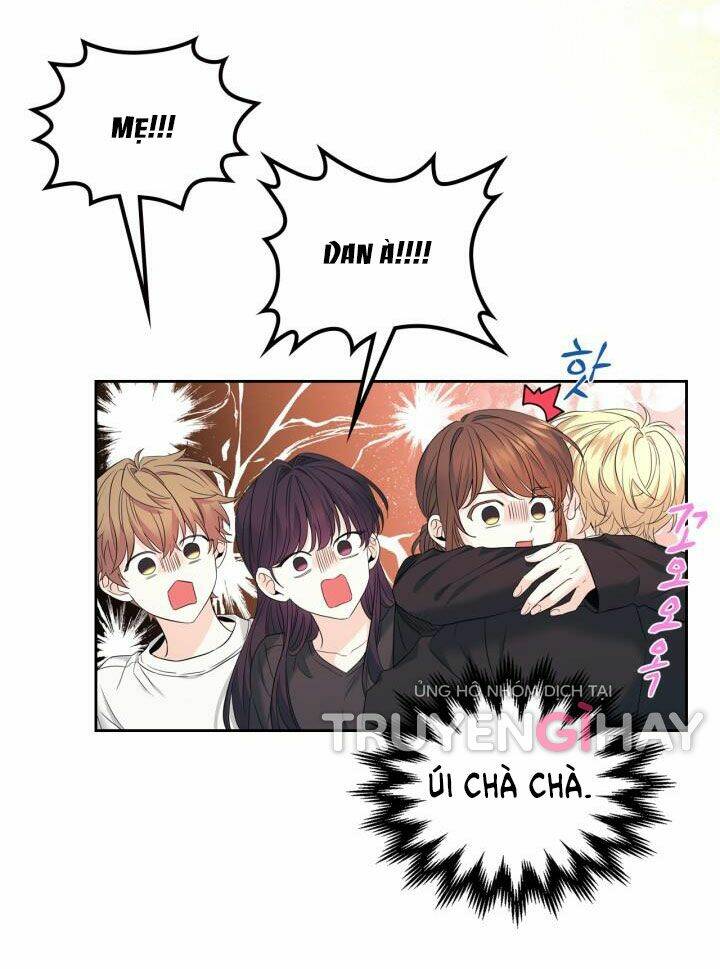 MẸ!!!
DAN À!!!!
핫
꼬오오옥
ỦNG HỘ NHÓM DỊCH TẠI
TRUYENGIHAY
ÚI CHÀ CHÀ.